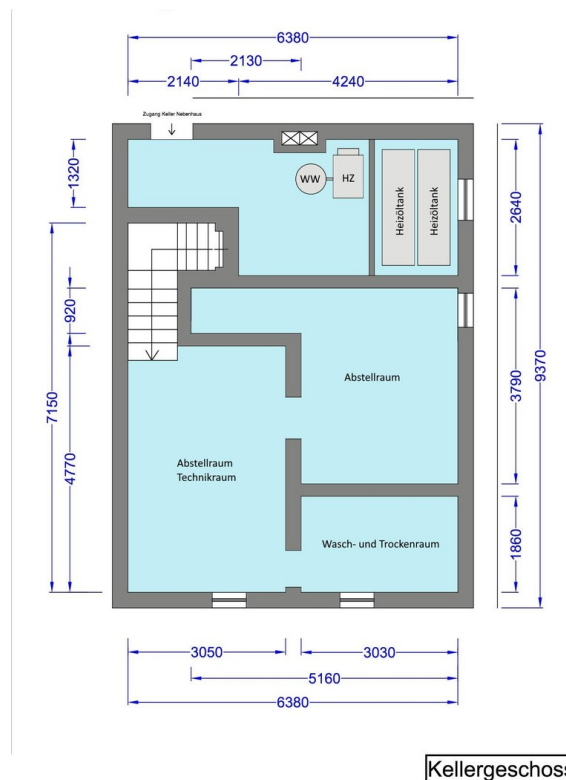 6380
2130
2140
4240
Zugang Keller Nebenhaus
1320
WW
HZ
Heizöltank
Heizöltank
2640
920
7150
4770
Abstellraum
3790
9370
Abstellraum
Technikraum
Wasch- und Trockenraum
1860
3050
3030
5160
6380
Kellergeschoss